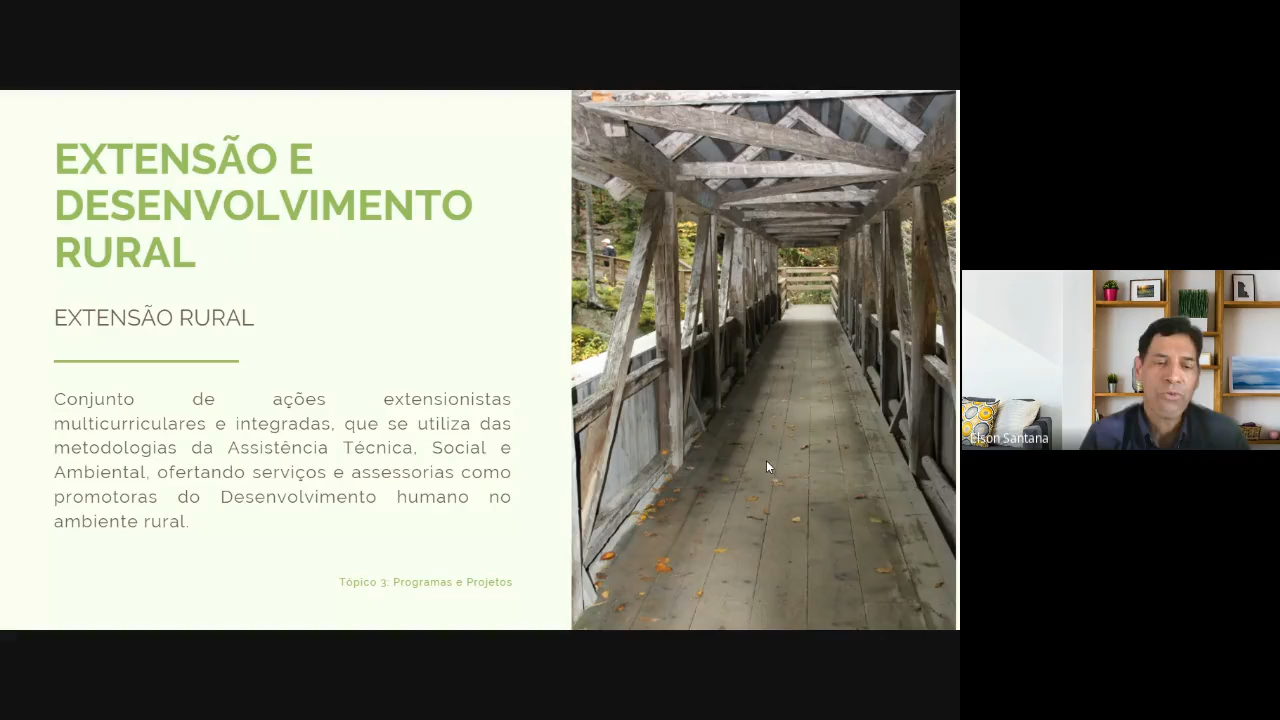 EXTENSÃO E
DESENVOLVIMENTO
RURAL
EXTENSÃO RURAL
Conjunto de ações extensionistas
multicurriculares e integradas, que se utiliza das
metodologias da Assistência Técnica, Social e
Ambiental, ofertando serviços e assessorias como
promotoras do Desenvolvimento humano no
ambiente rural.
Tópico 3: Programas e Projetos
Elson Santana